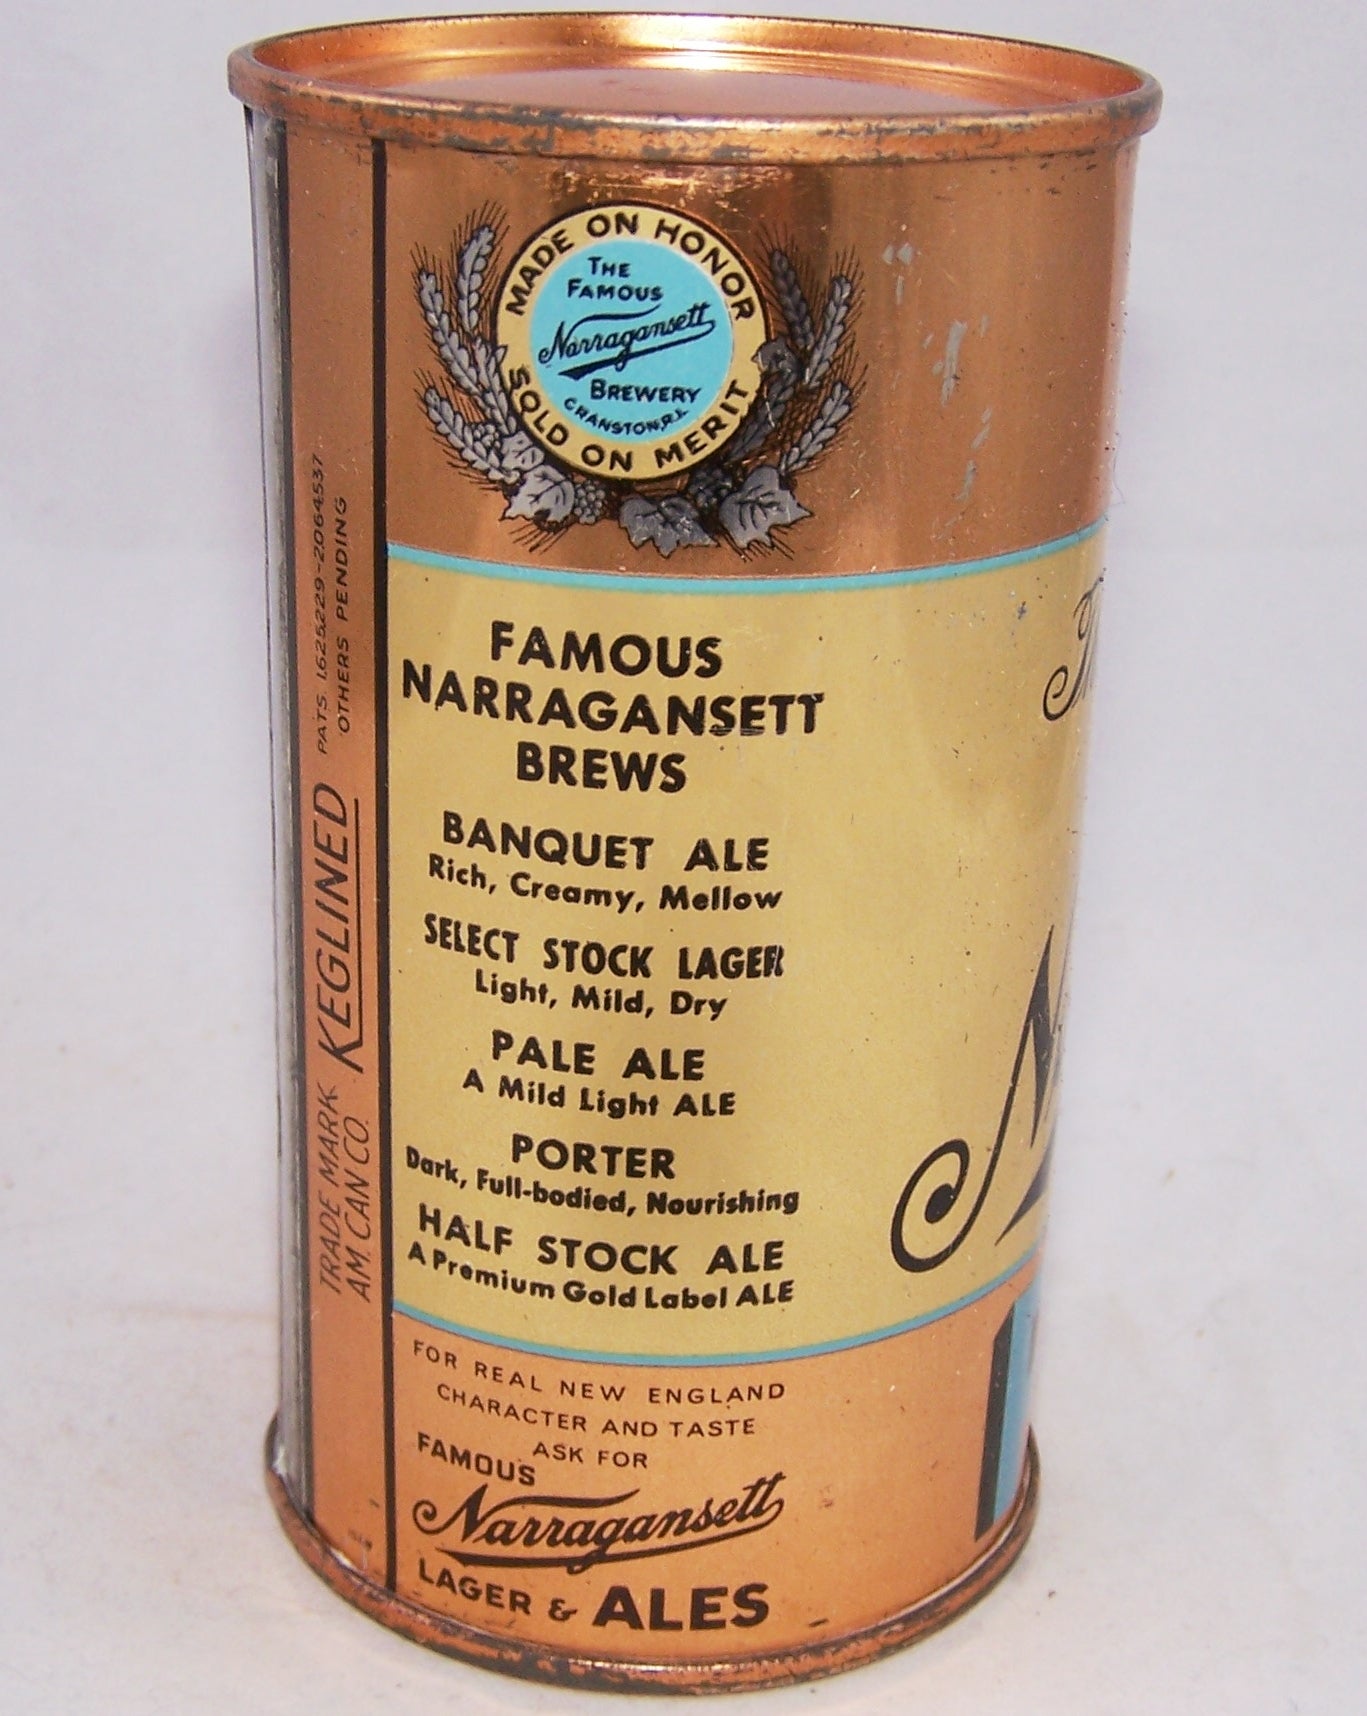 MADE ON HONOR
THE
FAMOUS
Narragansett
BREWERY
CRANSTON, R.I.
SOLD ON MERIT
FAMOUS
NARRAGANSETT
BREWS
BANQUET ALE
Rich, Creamy, Mellow
SELECT STOCK LAGER
Light, Mild, Dry
PALE ALE
A Mild Light ALE
PORTER
Dark, Full-bodied, Nourishing
HALF STOCK ALE
A Premium Gold Label ALE
FOR REAL NEW ENGLAND
CHARACTER AND TASTE
ASK FOR
FAMOUS
Narragansett
LAGER & ALES
TRADE MARK KEGLINED PATS. 1625229-2064537
AM. CAN CO. OTHERS PENDING